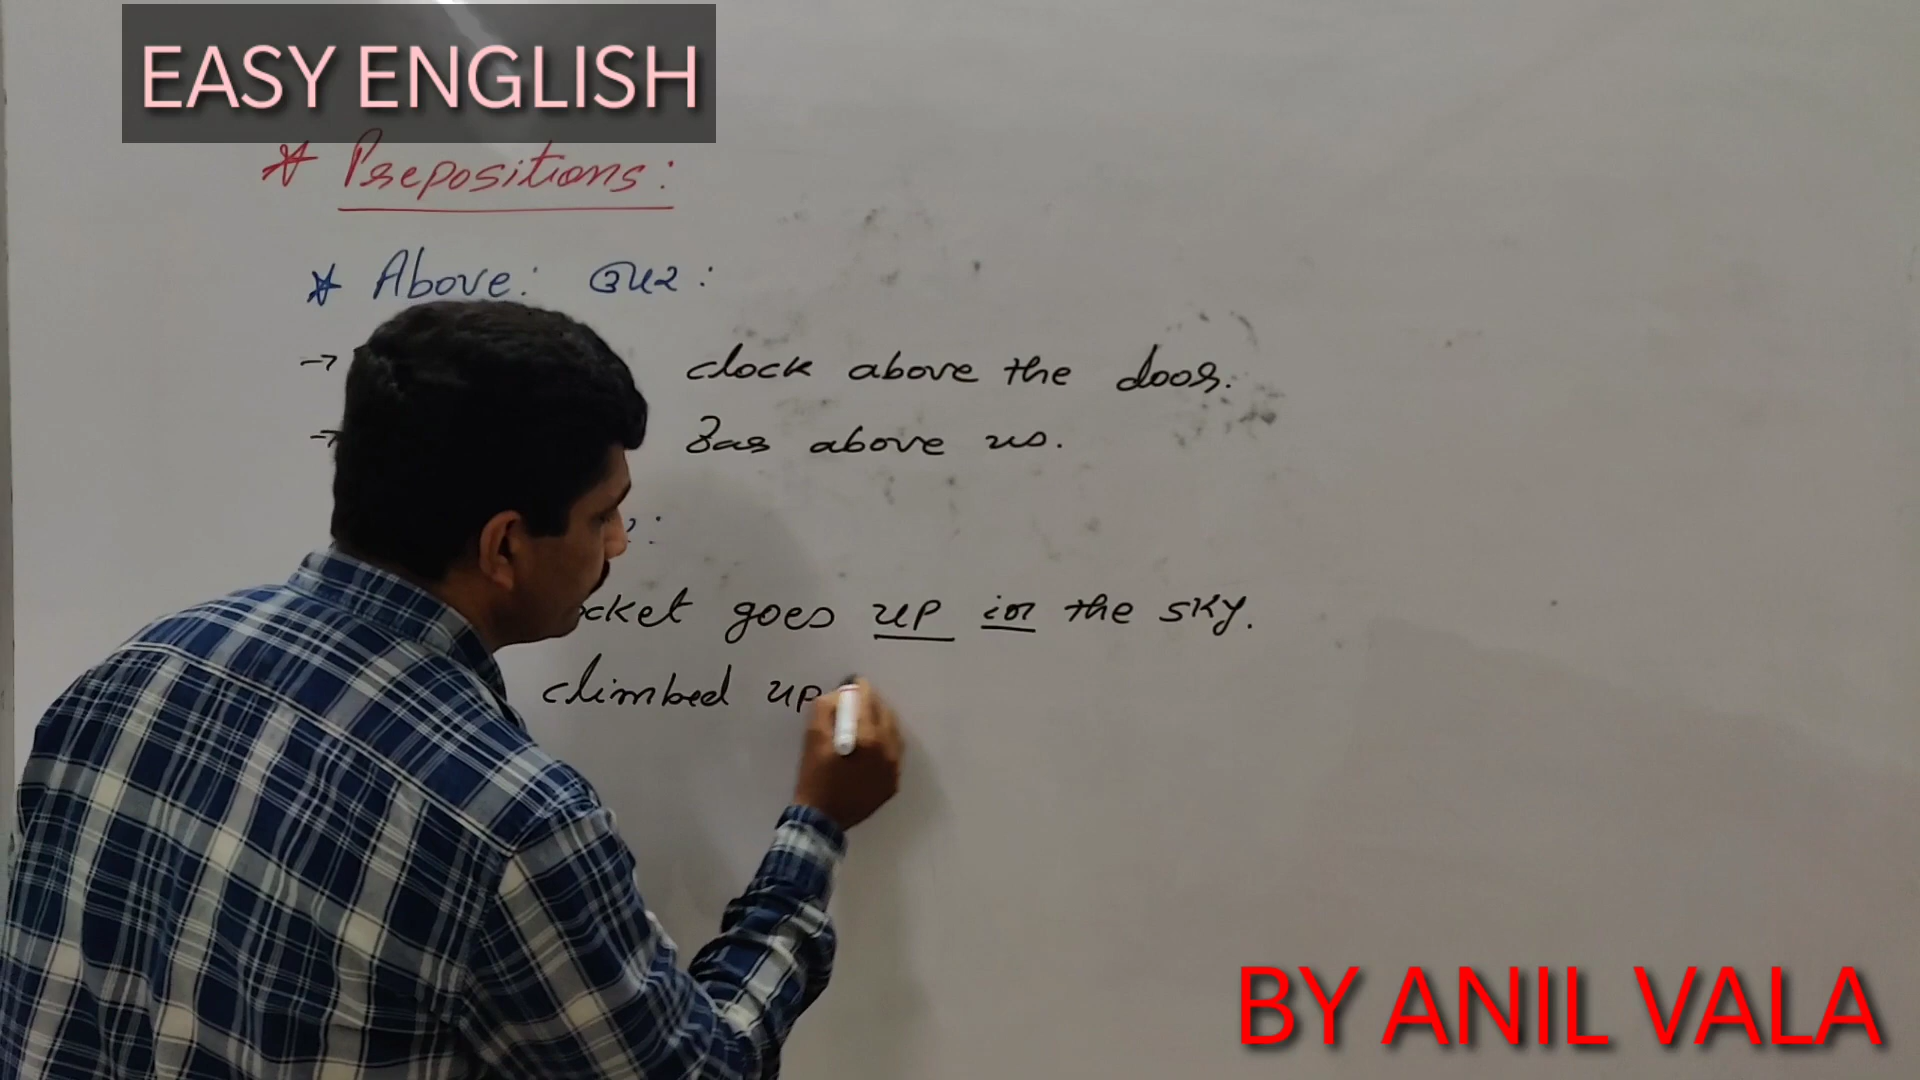 EASY ENGLISH
* Prepositions:
* Above: ઉપર:
→ clock above the door.
→ above us.
:
ocket goes up in the sky.
climbed up
BY ANIL VALA